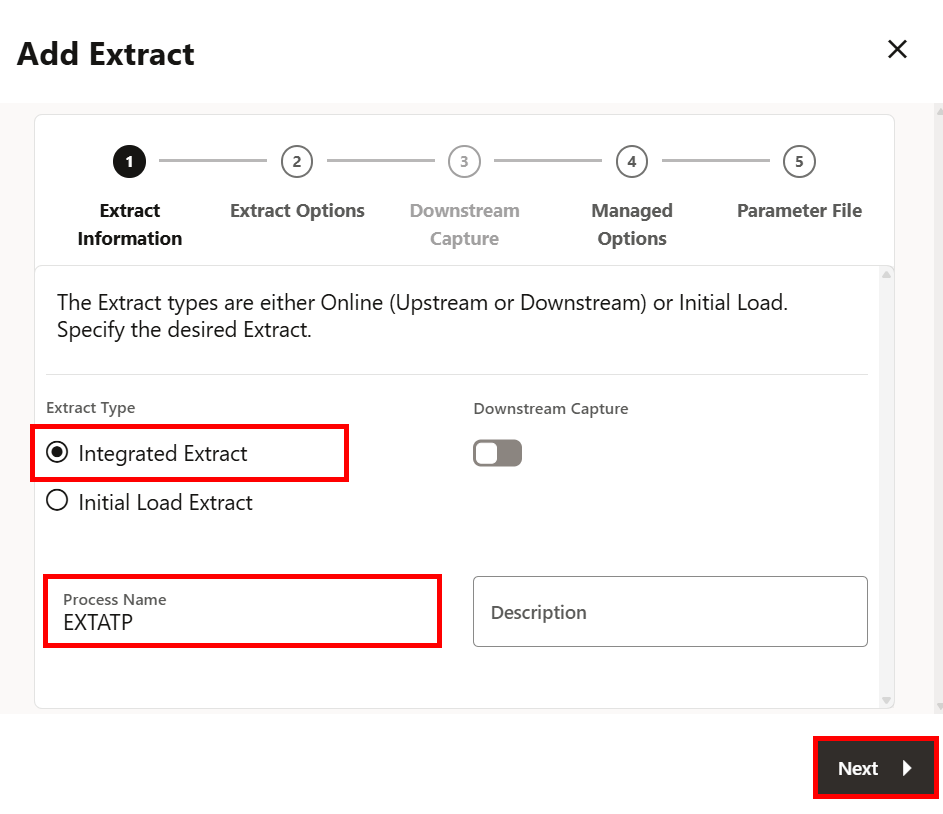 Add Extract
1
2
3
4
5
Extract
Information
Extract Options
Downstream
Capture
Managed
Options
Parameter File
The Extract types are either Online (Upstream or Downstream) or Initial Load.
Specify the desired Extract.
Extract Type
Downstream Capture
Integrated Extract
Initial Load Extract
Process Name
EXTATP
Description
Next